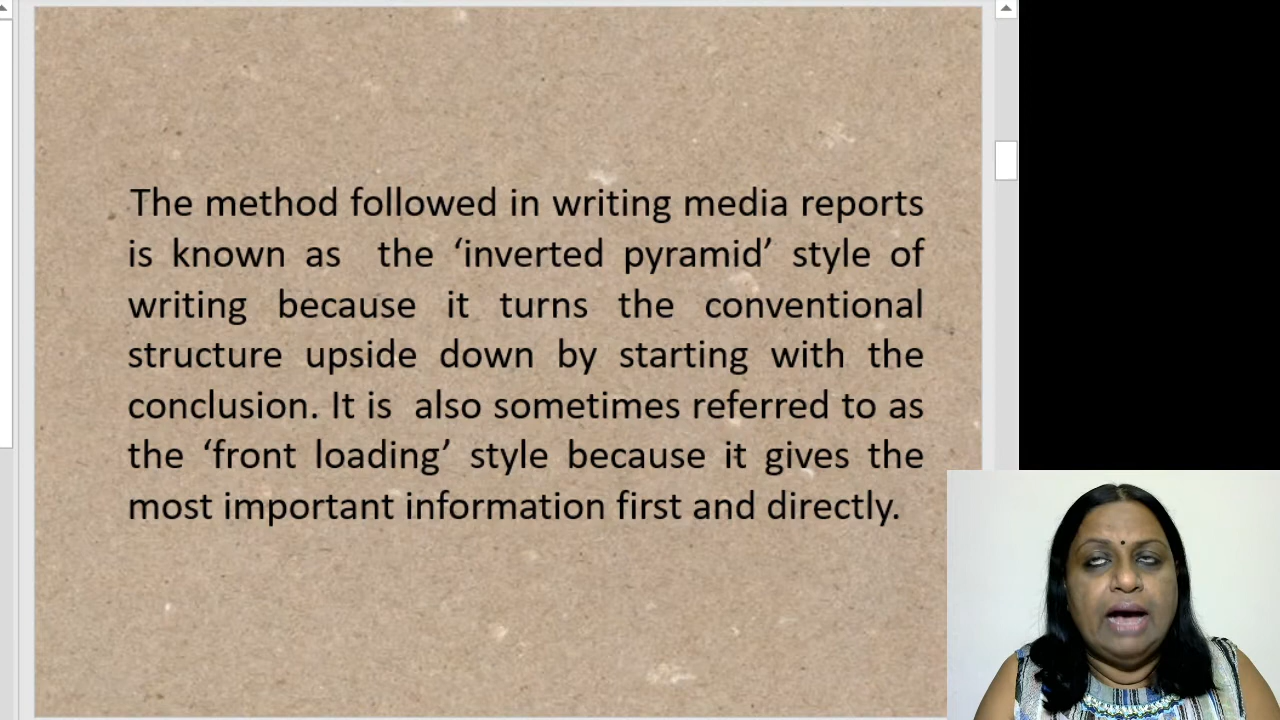 The method followed in writing media reports
is known as the ‘inverted pyramid’ style of
writing because it turns the conventional
structure upside down by starting with the
conclusion. It is also sometimes referred to as
the ‘front loading’ style because it gives the
most important information first and directly.